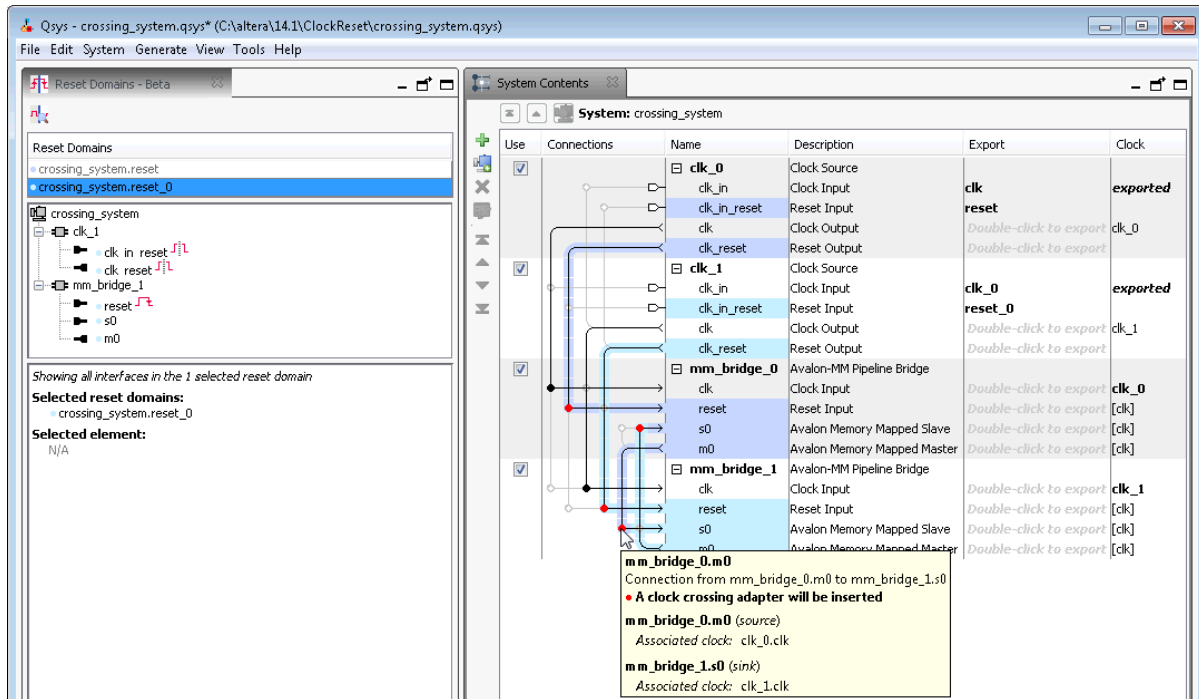 Qsys - crossing_system.qsys* (C:\altera\14.1\ClockReset\crossing_system.qsys)
File Edit System Generate View Tools Help
Reset Domains - Beta
Reset Domains
crossing_system.reset
crossing_system.reset_0
crossing_system
clk_1
clk_in_reset
clk_reset
mm_bridge_1
reset
s0
m0
Showing all interfaces in the 1 selected reset domain
Selected reset domains:
crossing_system.reset_0
Selected element:
N/A
System Contents
System: crossing_system
Use Connections Name Description Export Clock
clk_0 Clock Source
clk_in Clock Input clk exported
clk_in_reset Reset Input reset
clk Clock Output Double-click to export clk_0
clk_reset Reset Output Double-click to export
clk_1 Clock Source
clk_in Clock Input clk_0 exported
clk_in_reset Reset Input reset_0
clk Clock Output Double-click to export clk_1
clk_reset Reset Output Double-click to export
mm_bridge_0 Avalon-MM Pipeline Bridge
clk Clock Input Double-click to export clk_0
reset Reset Input Double-click to export [clk]
s0 Avalon Memory Mapped Slave Double-click to export [clk]
m0 Avalon Memory Mapped Master Double-click to export [clk]
mm_bridge_1 Avalon-MM Pipeline Bridge
clk Clock Input Double-click to export clk_1
reset Reset Input Double-click to export [clk]
s0 Avalon Memory Mapped Slave Double-click to export [clk]
m0 Avalon Memory Mapped Master Double-click to export [clk]
mm_bridge_0.m0
Connection from mm_bridge_0.m0 to mm_bridge_1.s0
• A clock crossing adapter will be inserted
mm_bridge_0.m0 (source)
Associated clock: clk_0.clk
mm_bridge_1.s0 (sink)
Associated clock: clk_1.clk